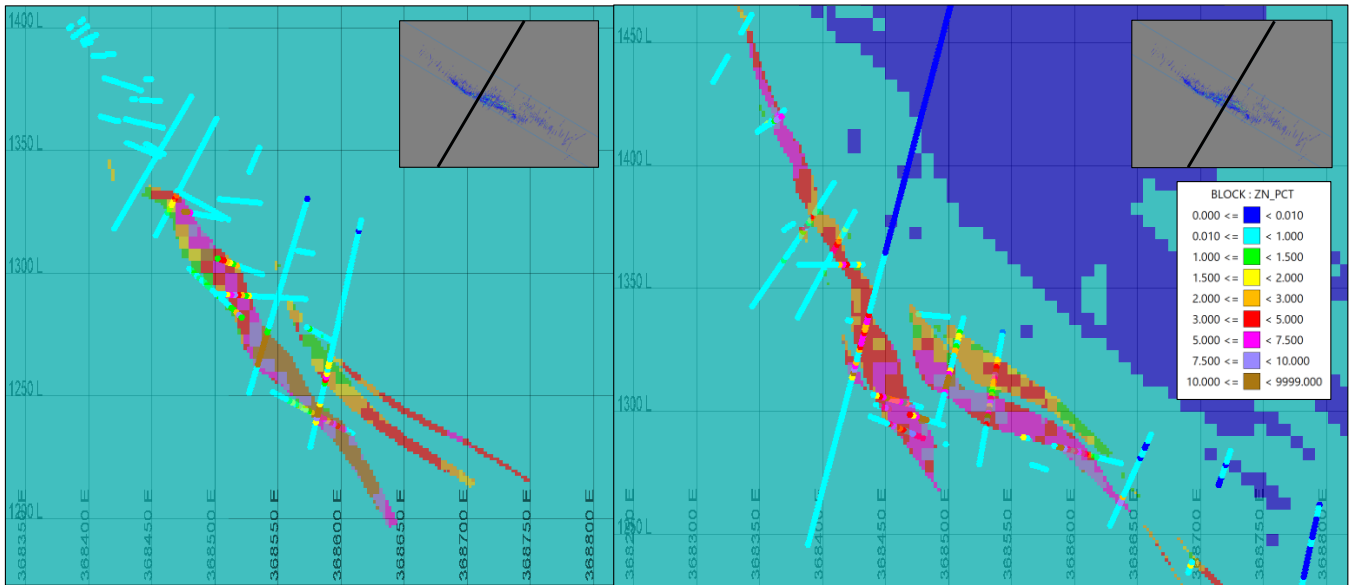 1400 L
1350 L
1300 L
1250 L
1200 L
368350 E
368400 E
368450 E
368500 E
368550 E
368600 E
368650 E
368700 E
368750 E
368800 E
1450 L
1400 L
1350 L
1300 L
1250 L
368350 E
368400 E
368450 E
368500 E
368550 E
368600 E
368650 E
368700 E
368750 E
368800 E
BLOCK : ZN_PCT
0.000 <= < 0.010
0.010 <= < 1.000
1.000 <= < 1.500
1.500 <= < 2.000
2.000 <= < 3.000
3.000 <= < 5.000
5.000 <= < 7.500
7.500 <= < 10.000
10.000 <= < 9999.000